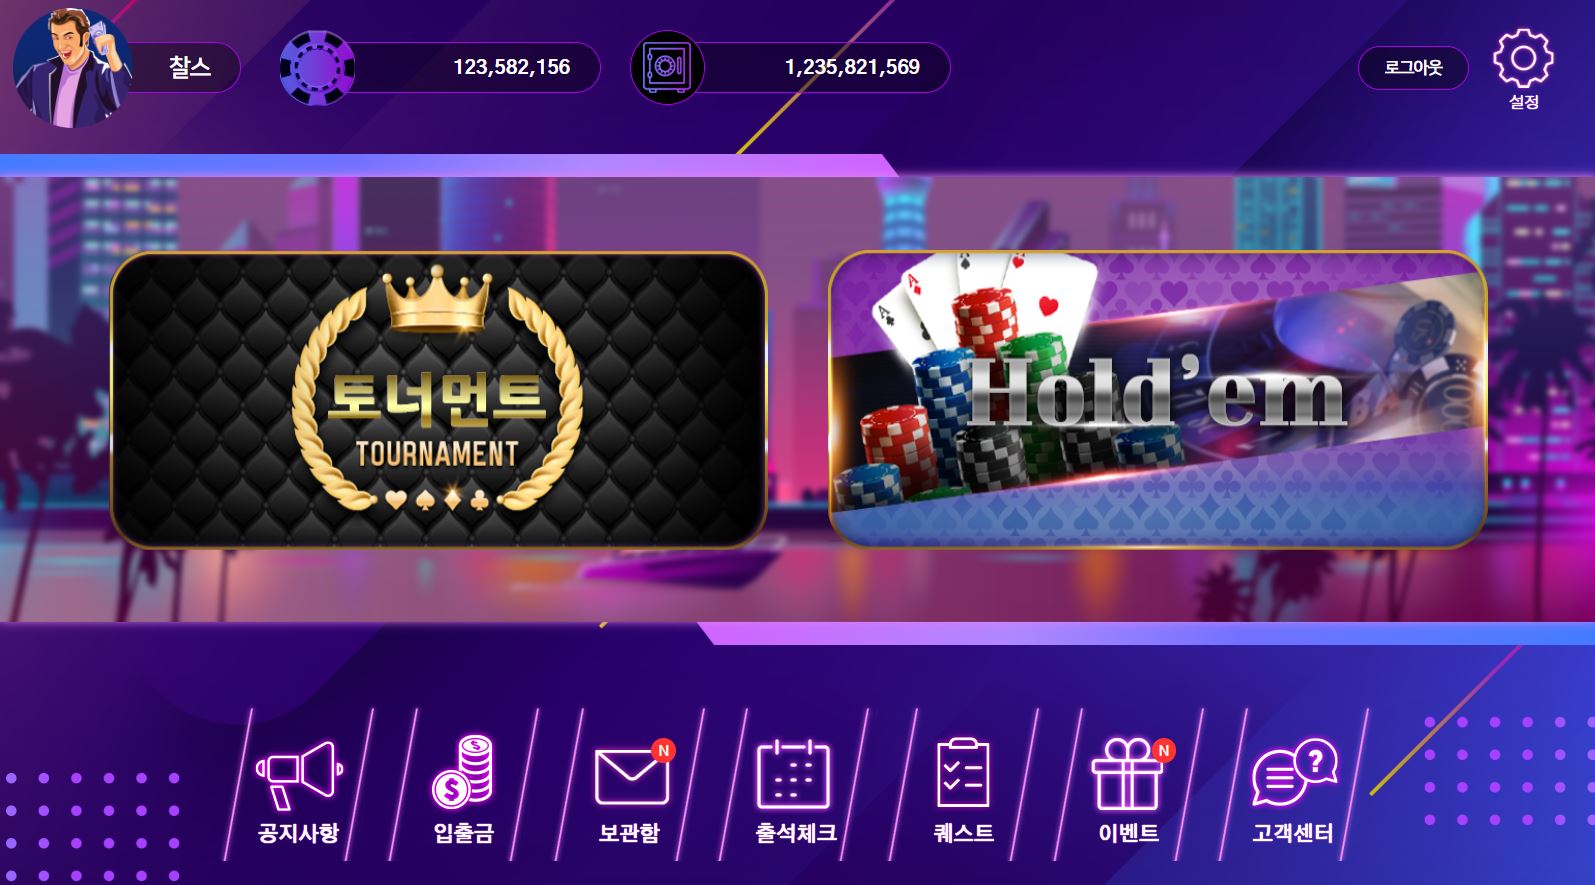 찰스
123,582,156
1,235,821,569
로그아웃
설정
토너먼트
TOURNAMENT
A
A
Hold'em
N
N
공지사항
입출금
보관함
출석체크
퀘스트
이벤트
고객센터